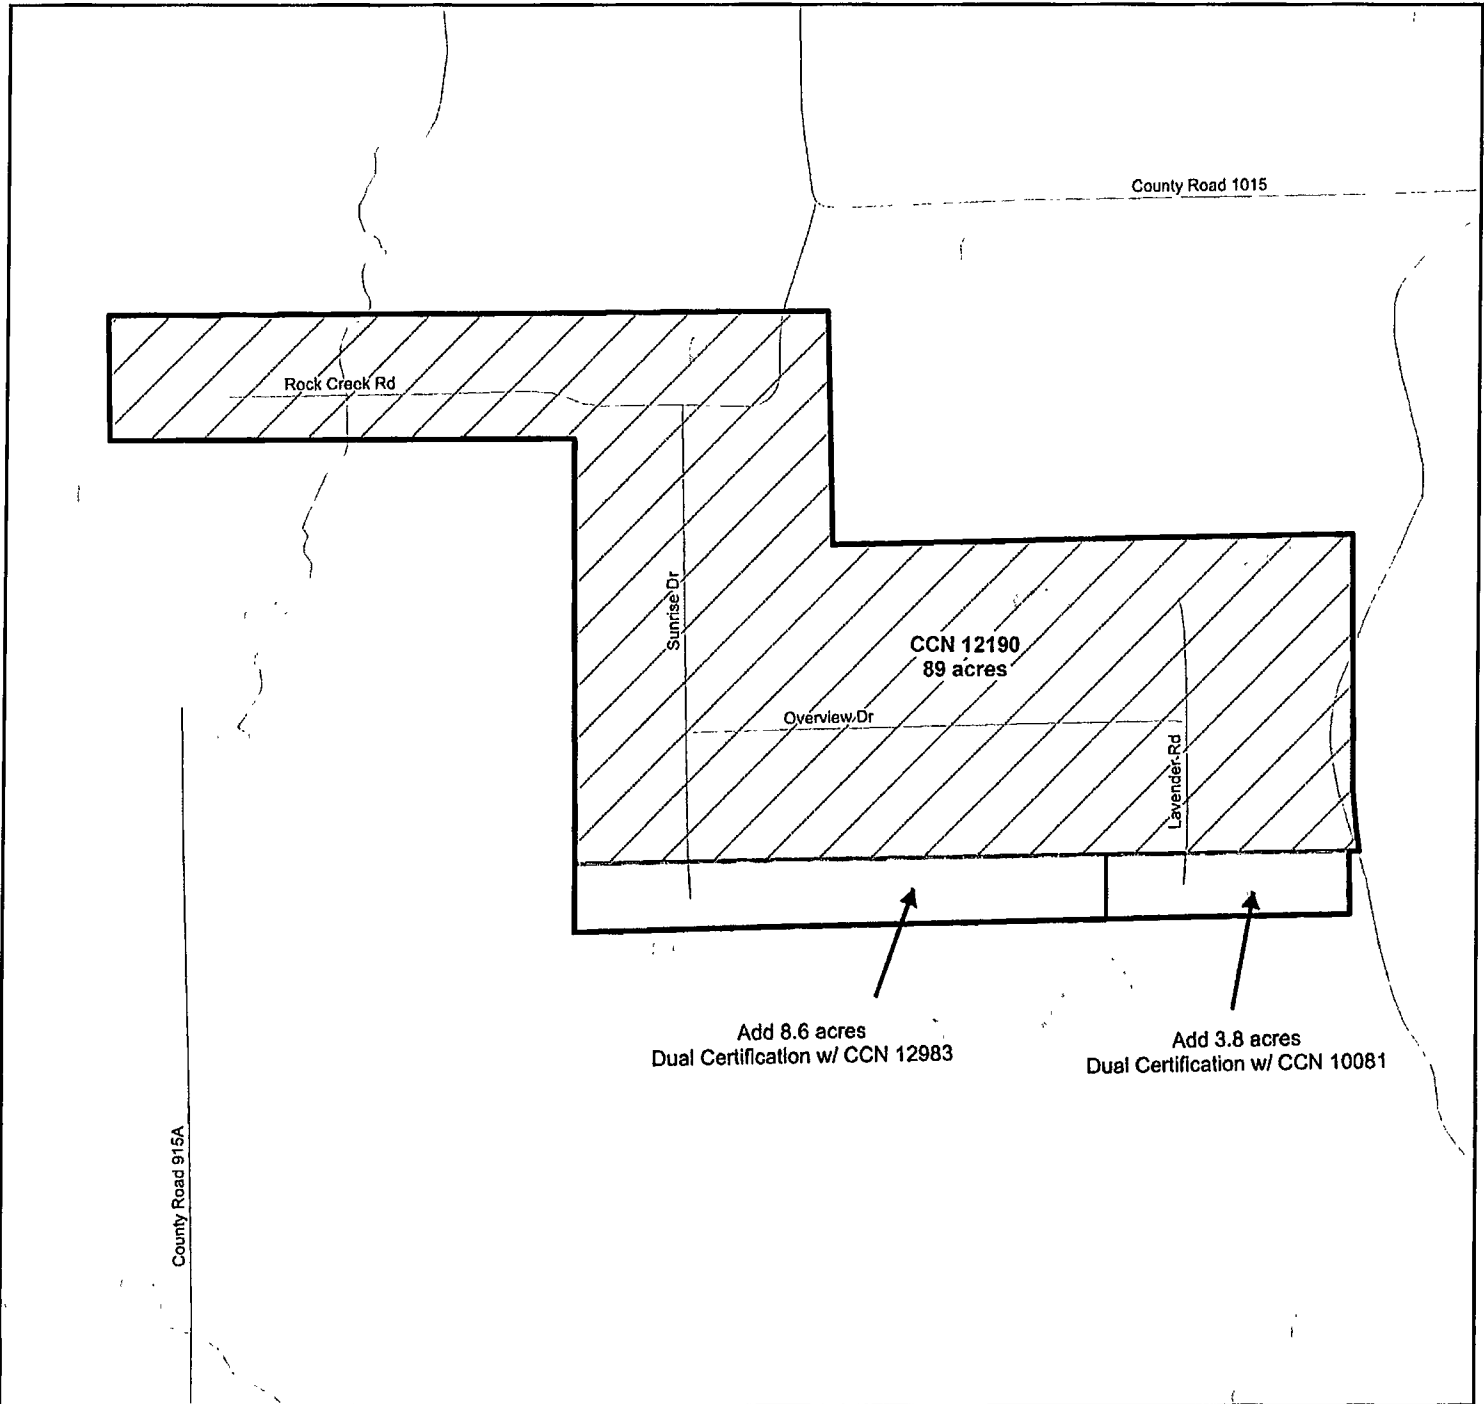 County Road 1015
Rock Creek Rd
Sunrise Dr
CCN 12190
89 acres
Overview Dr
Lavender Rd
Add 8.6 acres
Dual Certification w/ CCN 12983
Add 3.8 acres
Dual Certification w/ CCN 10081
County Road 915A